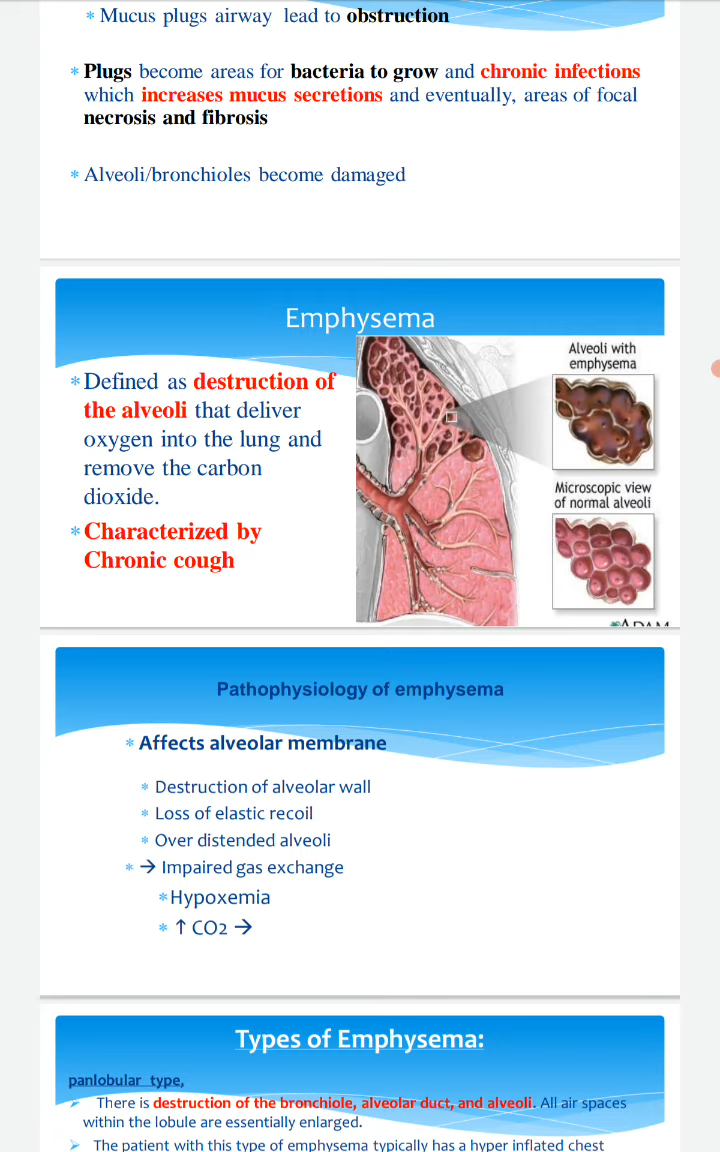 * Mucus plugs airway lead to obstruction
* Plugs become areas for bacteria to grow and chronic infections
which increases mucus secretions and eventually, areas of focal
necrosis and fibrosis
* Alveoli/bronchioles become damaged
Emphysema
* Defined as destruction of
the alveoli that deliver
oxygen into the lung and
remove the carbon
dioxide.
* Characterized by
Chronic cough
Alveoli with
emphysema
Microscopic view
of normal alveoli
ADAM
Pathophysiology of emphysema
* Affects alveolar membrane
* Destruction of alveolar wall
* Loss of elastic recoil
* Over distended alveoli
* → Impaired gas exchange
* Hypoxemia
* ↑ CO2 →
Types of Emphysema:
panlobular type,
➢ There is destruction of the bronchiole, alveolar duct, and alveoli. All air spaces
within the lobule are essentially enlarged.
➢ The patient with this type of emphysema typically has a hyper inflated chest